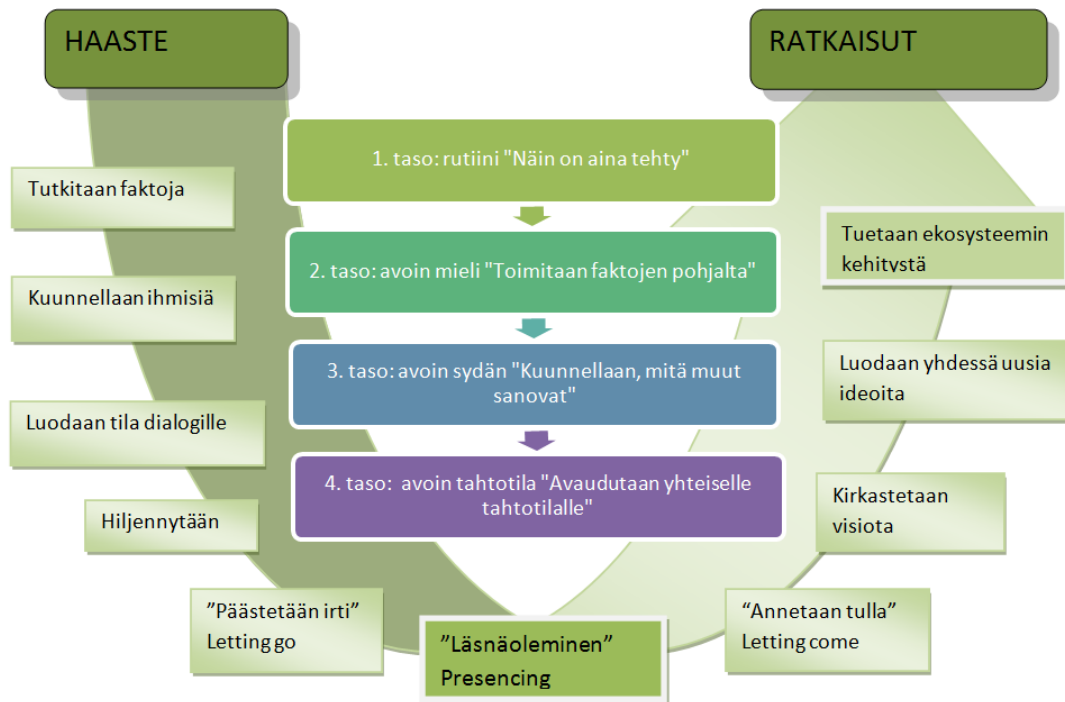 HAASTE
RATKAISUT
1. taso: rutiini "Näin on aina tehty"
2. taso: avoin mieli "Toimitaan faktojen pohjalta"
3. taso: avoin sydän "Kuunnellaan, mitä muut
sanovat"
4. taso:  avoin tahtotila "Avaudutaan yhteiselle
tahtotilalle"
Tutkitaan faktoja
Kuunnellaan ihmisiä
Luodaan tila dialogille
Hiljennytään
”Päästetään irti”
Letting go
”Läsnäoleminen”
Presencing
“Annetaan tulla”
Letting come
Kirkastetaan
visiota
Luodaan yhdessä uusia
ideoita
Tuetaan ekosysteemin
kehitystä